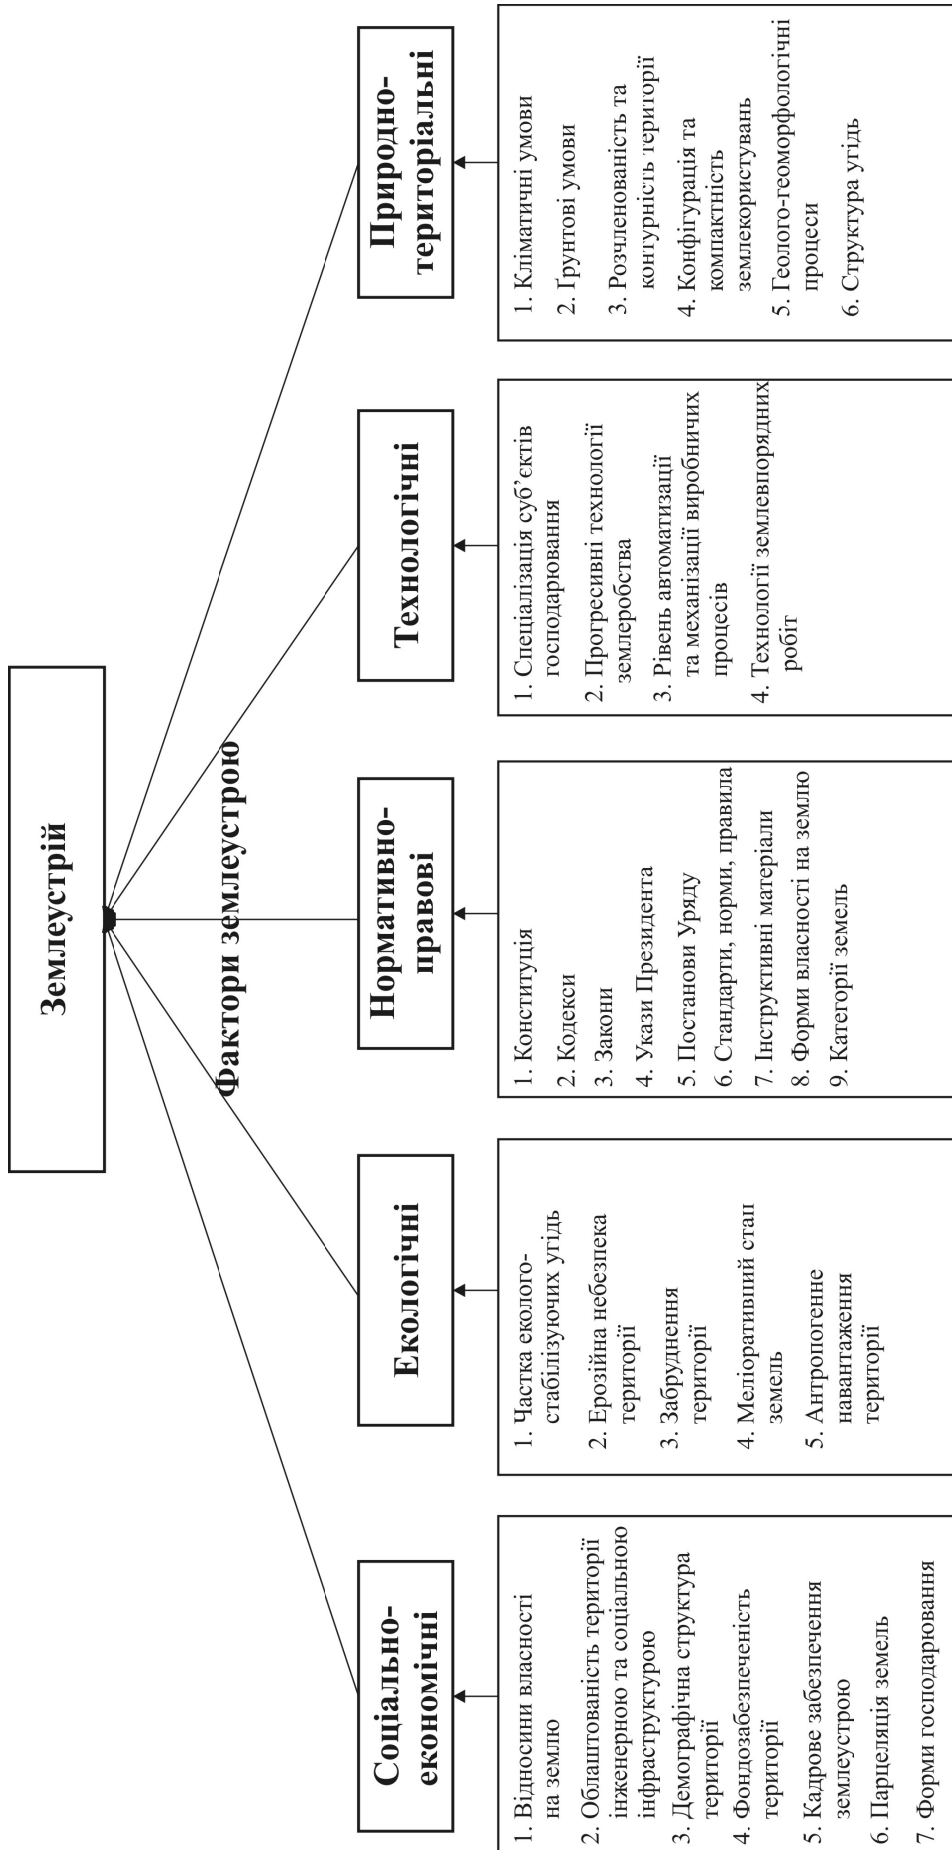 Землеустрій
Фактори землеустрою
Соціально-
економічні
1. Відносини власності
на землю
2. Облаштованість території
інженерною та соціальною
інфраструктурою
3. Демографічна структура
території
4. Фондозабезпеченість
території
5. Кадрове забезпечення
землеустрою
6. Парцеляція земель
7. Форми господарювання
Екологічні
1. Частка еколого-
стабілізуючих угідь
2. Ерозійна небезпека
території
3. Забруднення
території
4. Меліоративний стап
земель
5. Антропогенне
навантаження
території
Нормативно-
правові
1. Конституція
2. Кодекси
3. Закони
4. Укази Президента
5. Постанови Уряду
6. Стандарти, норми, правила
7. Інструктивні матеріали
8. Форми власності на землю
9. Категорії земель
Технологічні
1. Спеціалізація суб’єктів
господарювання
2. Прогресивні технології
землеробства
3. Рівень автоматизації
та механізації виробничих
процесів
4. Технології землевпорядних
робіт
Природно-
територіальні
1. Кліматичні умови
2. Ґрунтові умови
3. Розчленованість та
контурність території
4. Конфігурація та
компактність
землекористувань
5. Геолого-геоморфологічні
процеси
6. Структура угідь